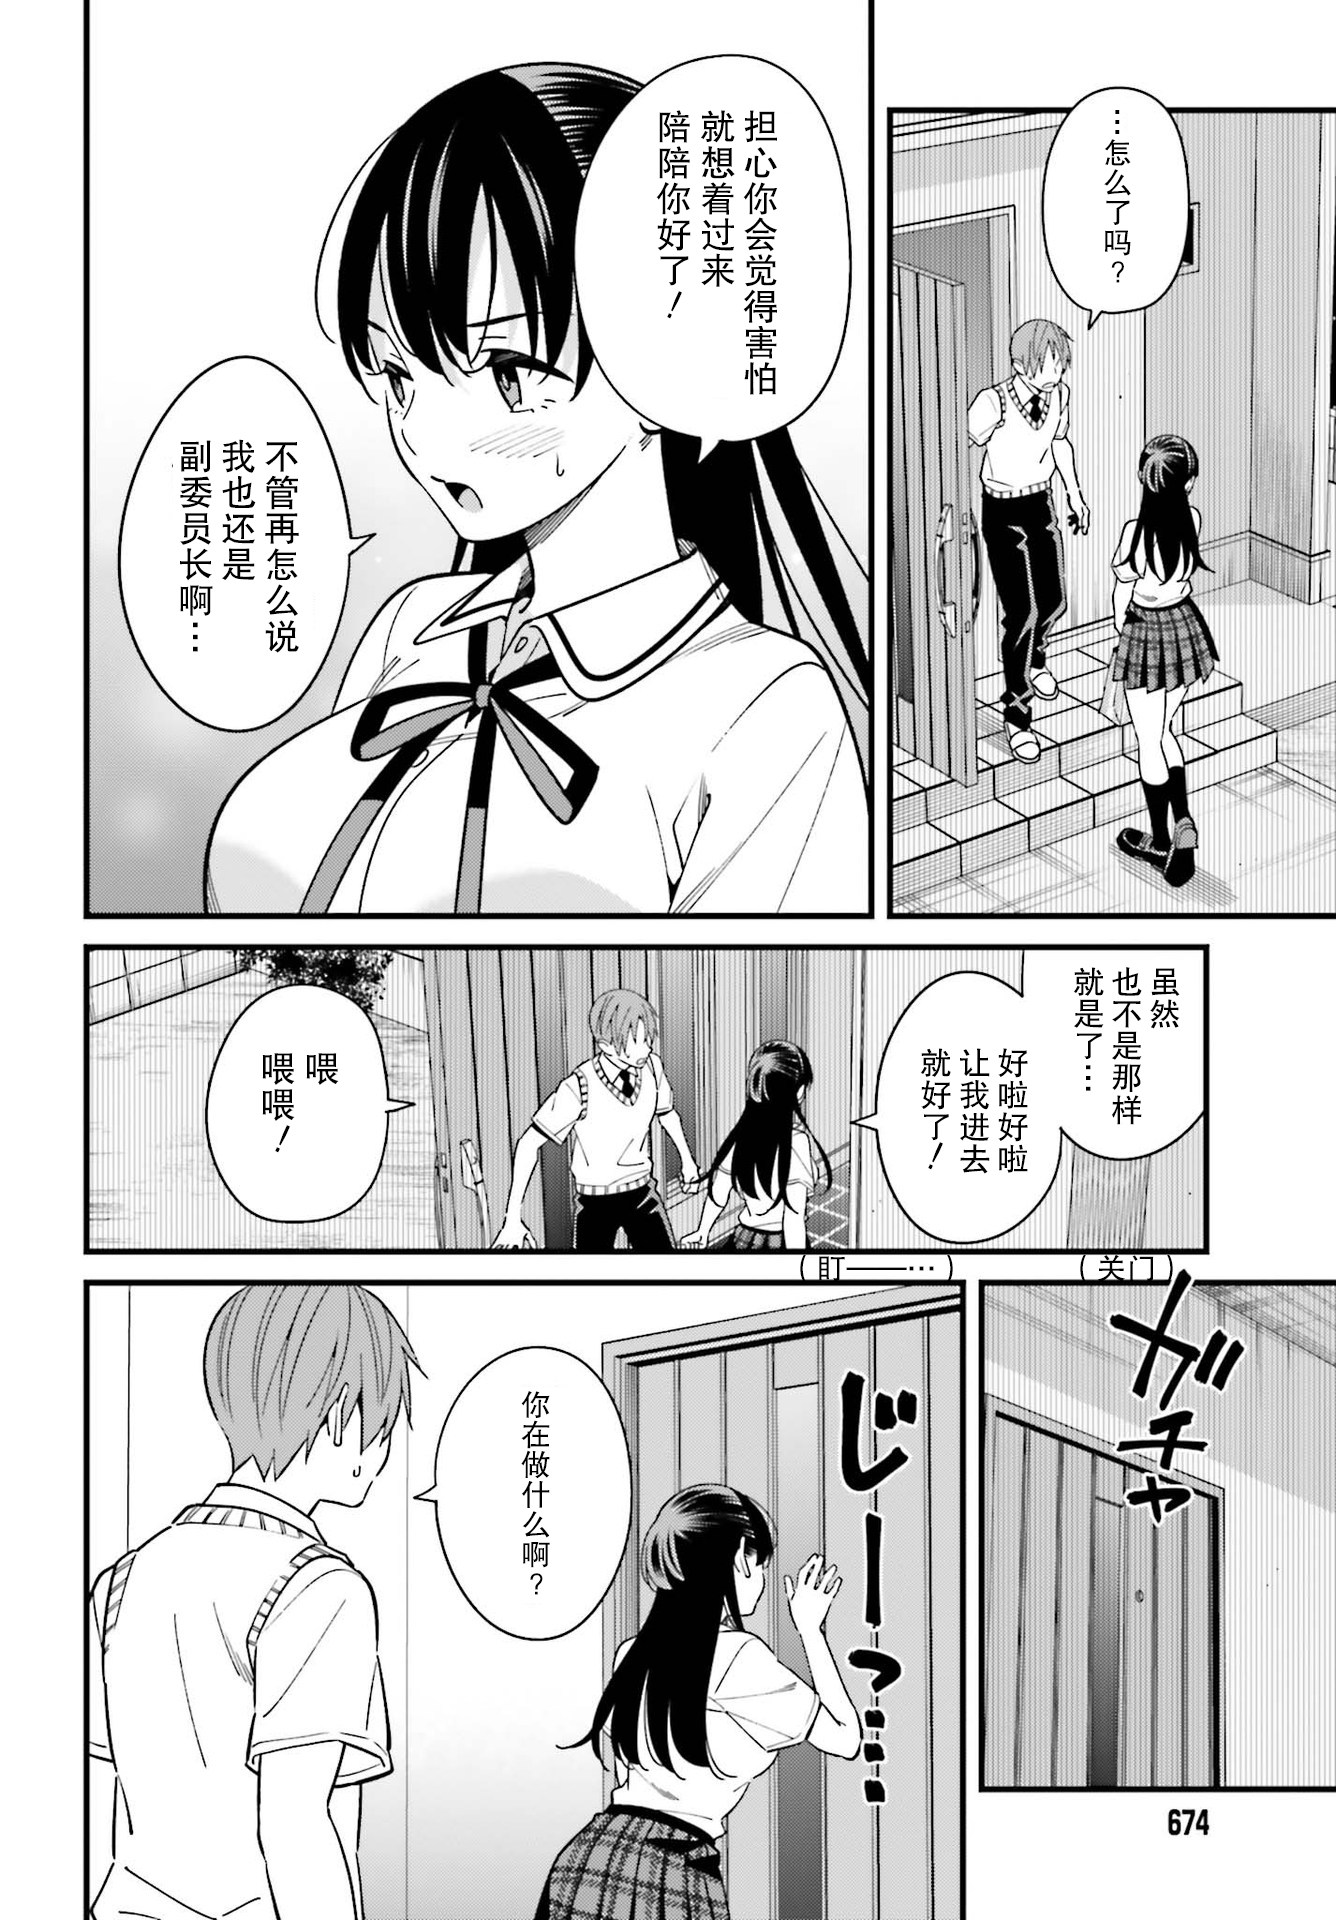 …怎么了吗？
担心你会觉得害怕
就想着过来
陪陪你好了！
不管再怎么说
我也还是
副委员长啊…
虽然
也不是那样
就是了…
好啦好啦
让我进去
就好了！
喂
喂喂！
（关门）
ガチャ
（盯——…）
じーっ……
你在做什么啊？
674